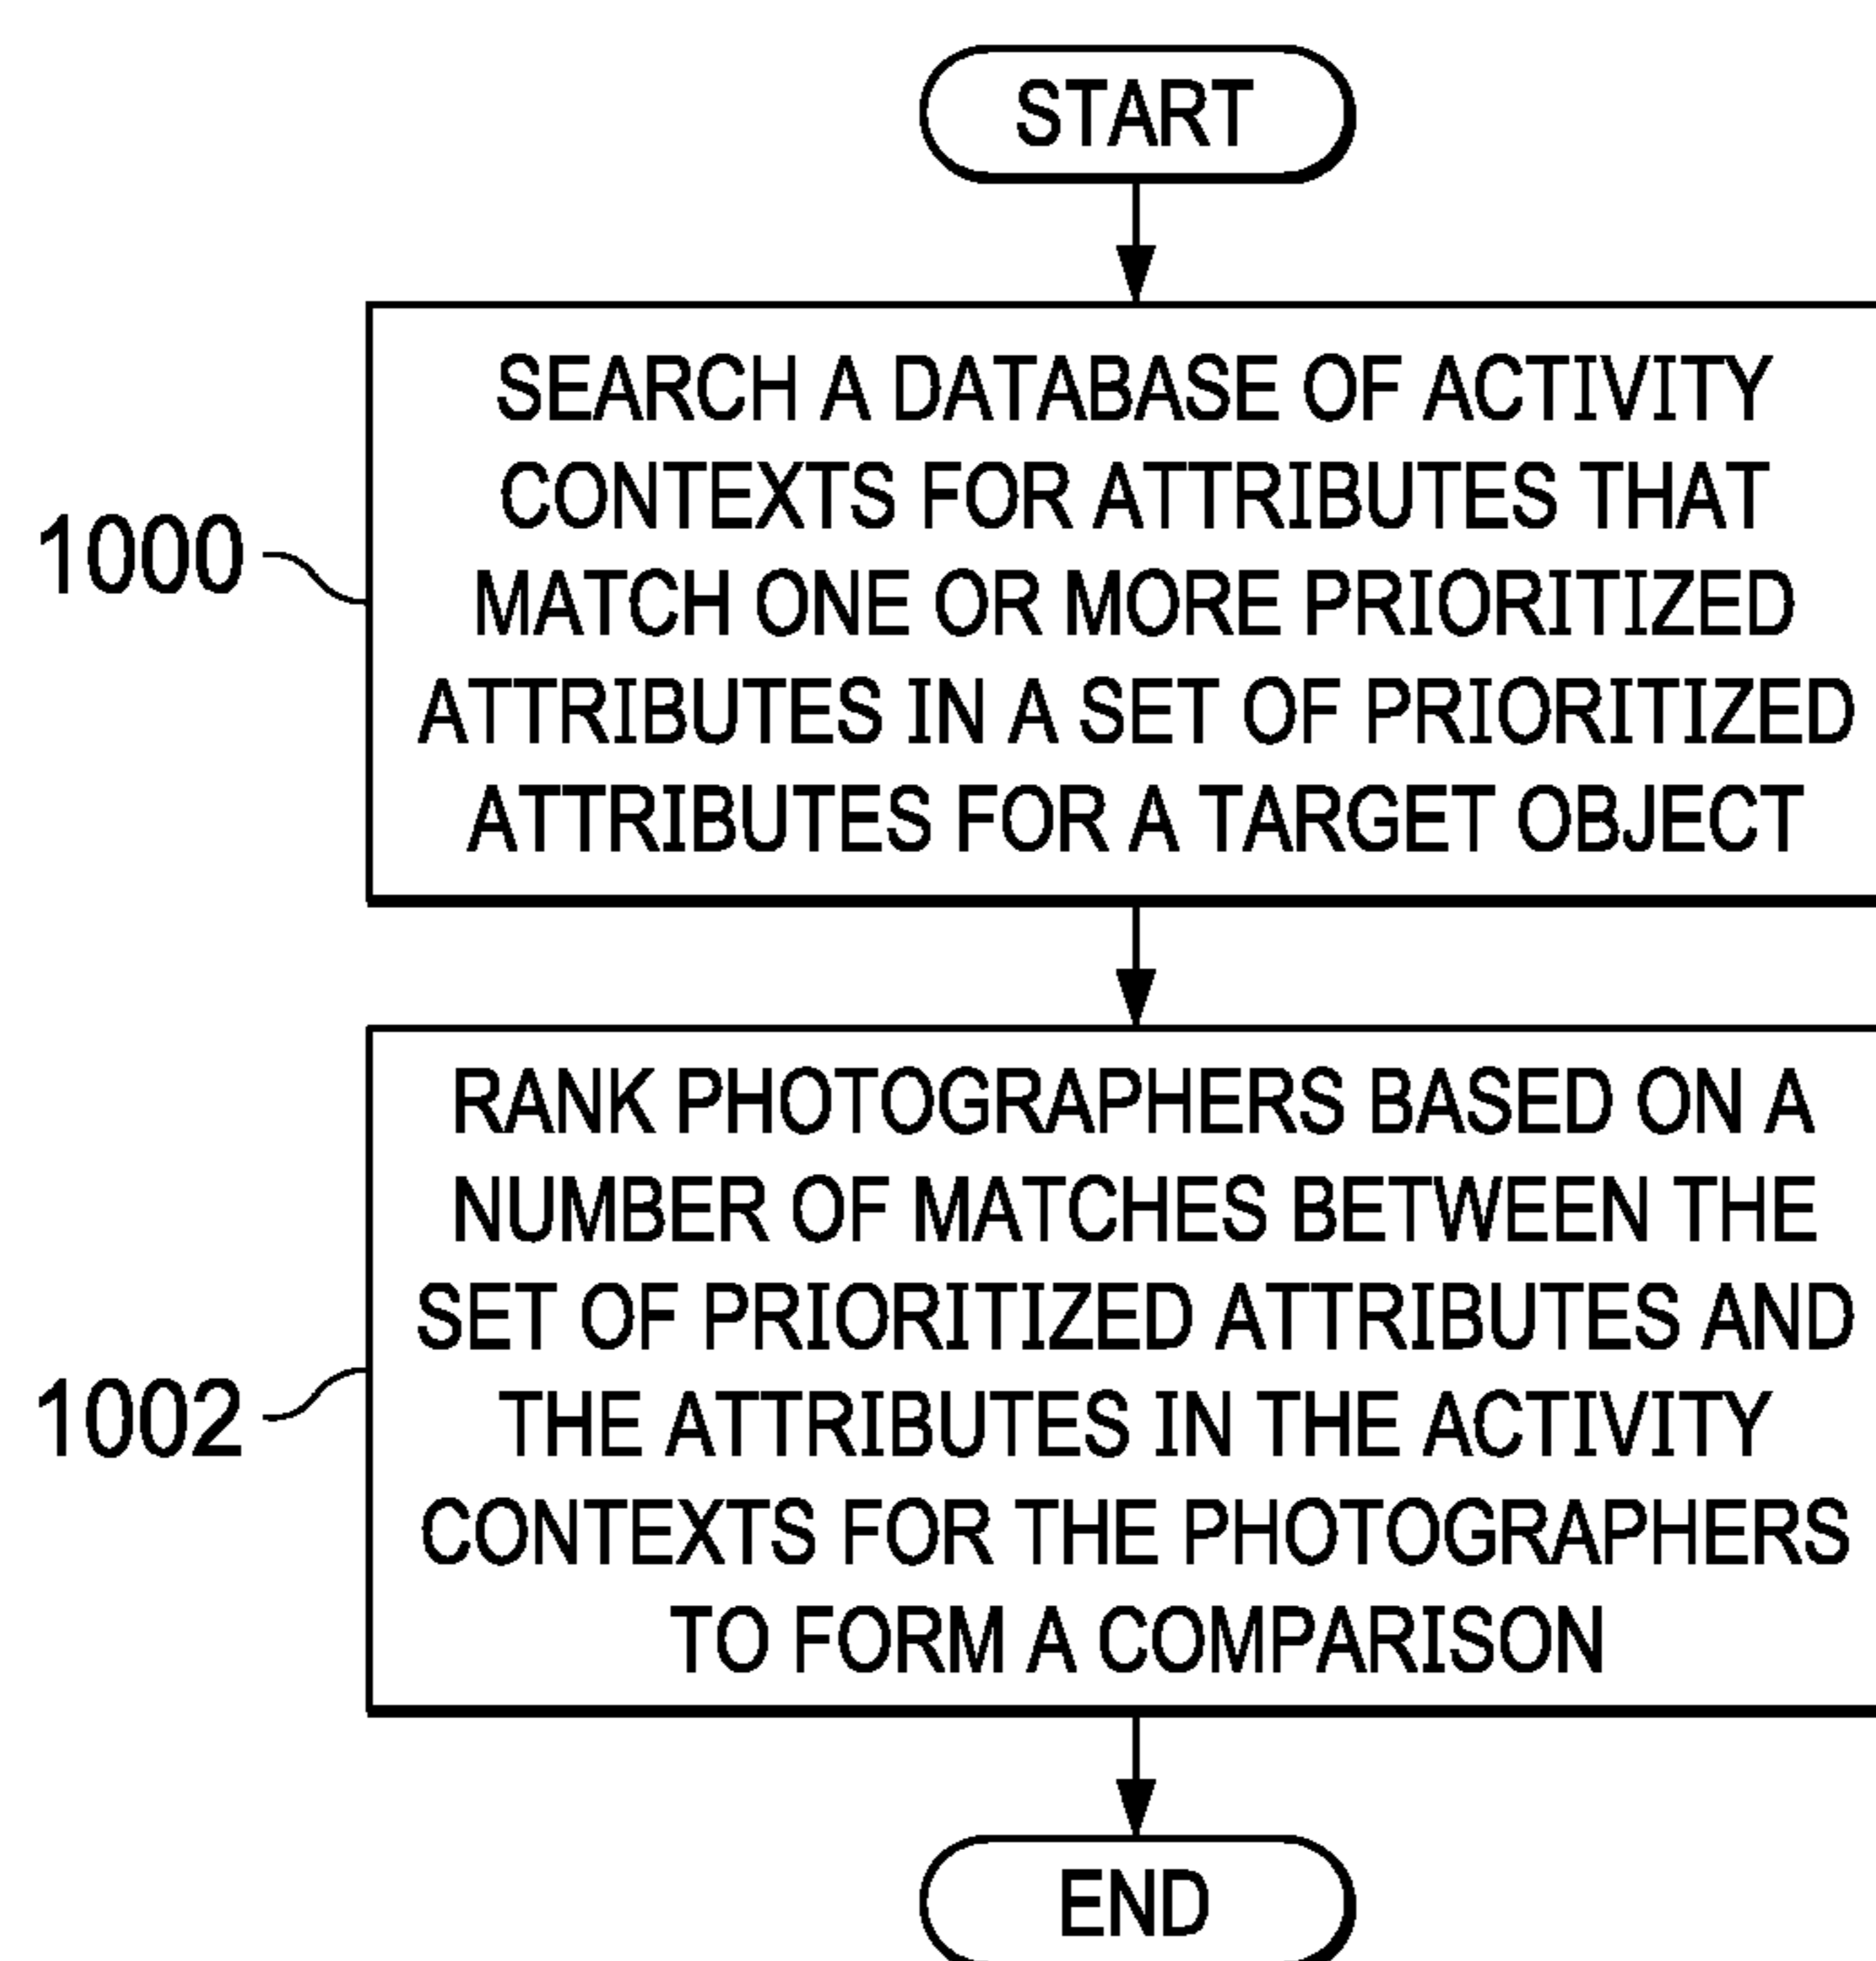 START
SEARCH A DATABASE OF ACTIVITY
CONTEXTS FOR ATTRIBUTES THAT
MATCH ONE OR MORE PRIORITIZED
ATTRIBUTES IN A SET OF PRIORITIZED
ATTRIBUTES FOR A TARGET OBJECT
1000
RANK PHOTOGRAPHERS BASED ON A
NUMBER OF MATCHES BETWEEN THE
SET OF PRIORITIZED ATTRIBUTES AND
THE ATTRIBUTES IN THE ACTIVITY
CONTEXTS FOR THE PHOTOGRAPHERS
TO FORM A COMPARISON
1002
END